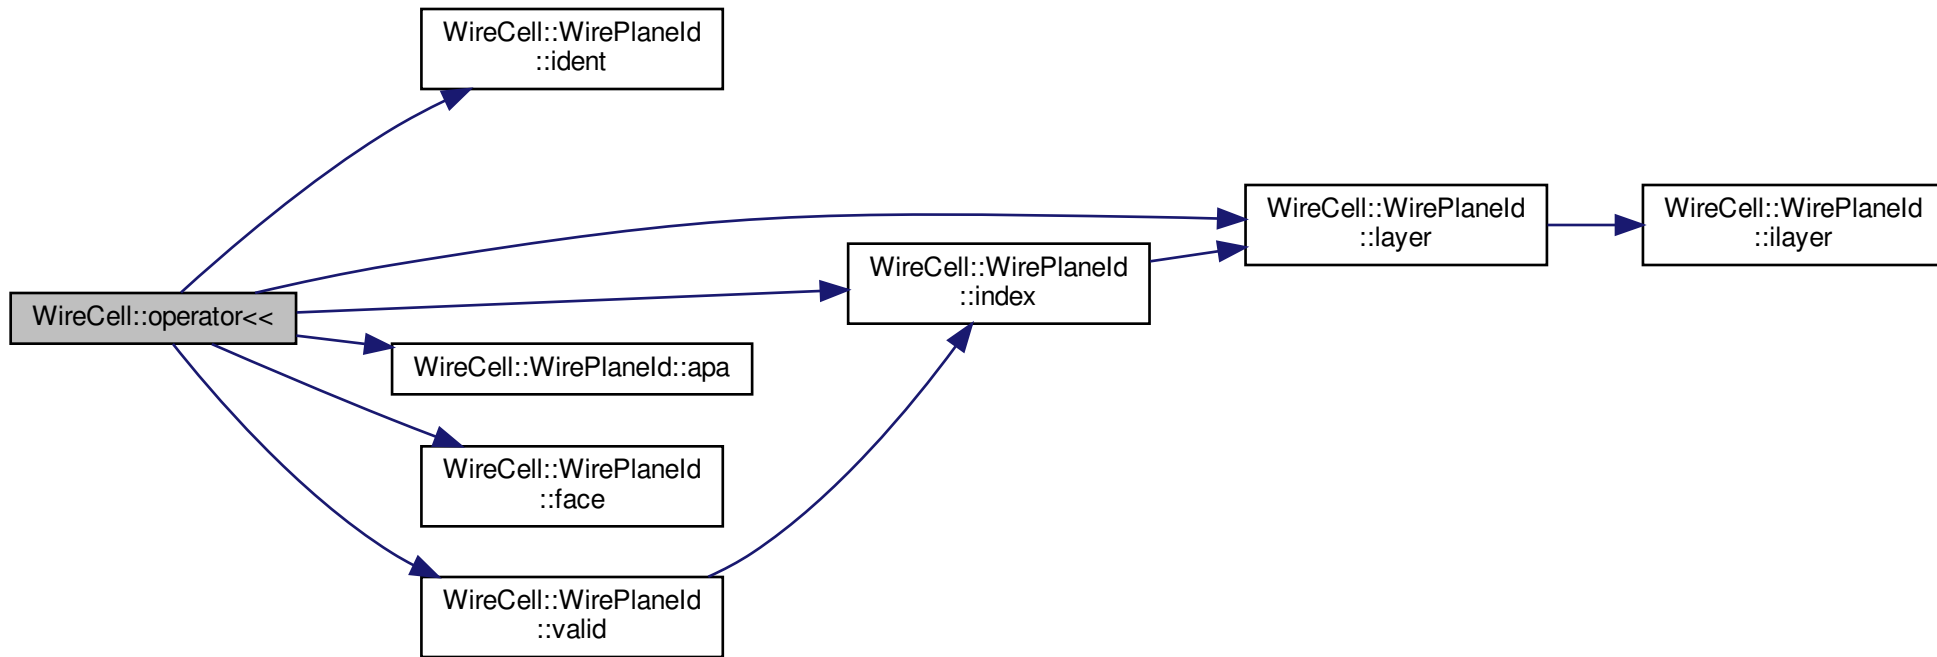 WireCell::WirePlaneId
::ident
WireCell::WirePlaneId
::layer
WireCell::WirePlaneId
::ilayer
WireCell::WirePlaneId
::index
WireCell::operator<<
WireCell::WirePlaneId::apa
WireCell::WirePlaneId
::face
WireCell::WirePlaneId
::valid